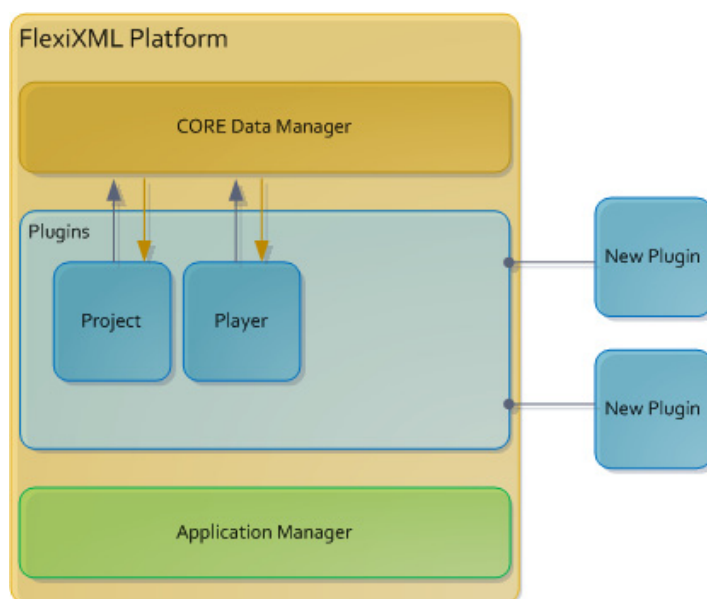 FlexiXML Platform
CORE Data Manager
Plugins
Project
Player
New Plugin
New Plugin
Application Manager